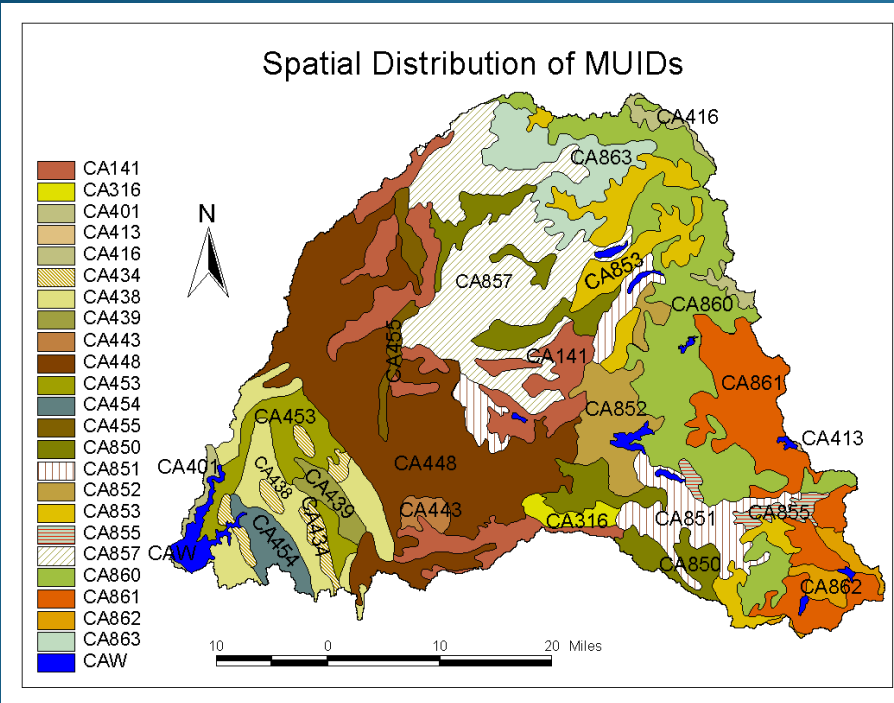 Spatial Distribution of MUIDs
CA141
CA316
CA401
CA413
CA416
CA434
CA438
CA439
CA443
CA448
CA453
CA454
CA455
CA850
CA851
CA852
CA853
CA855
CA857
CA860
CA861
CA862
CA863
CAW
N
CA416
CA863
CA857
CA853
CA860
CA455
CA141
CA861
CA852
CA453
CA413
CA401
CA448
CA438
CA439
CA443
CA316
CA851
CA855
CA434
CA454
CAW
CA850
CA862
10 0 10 20 Miles